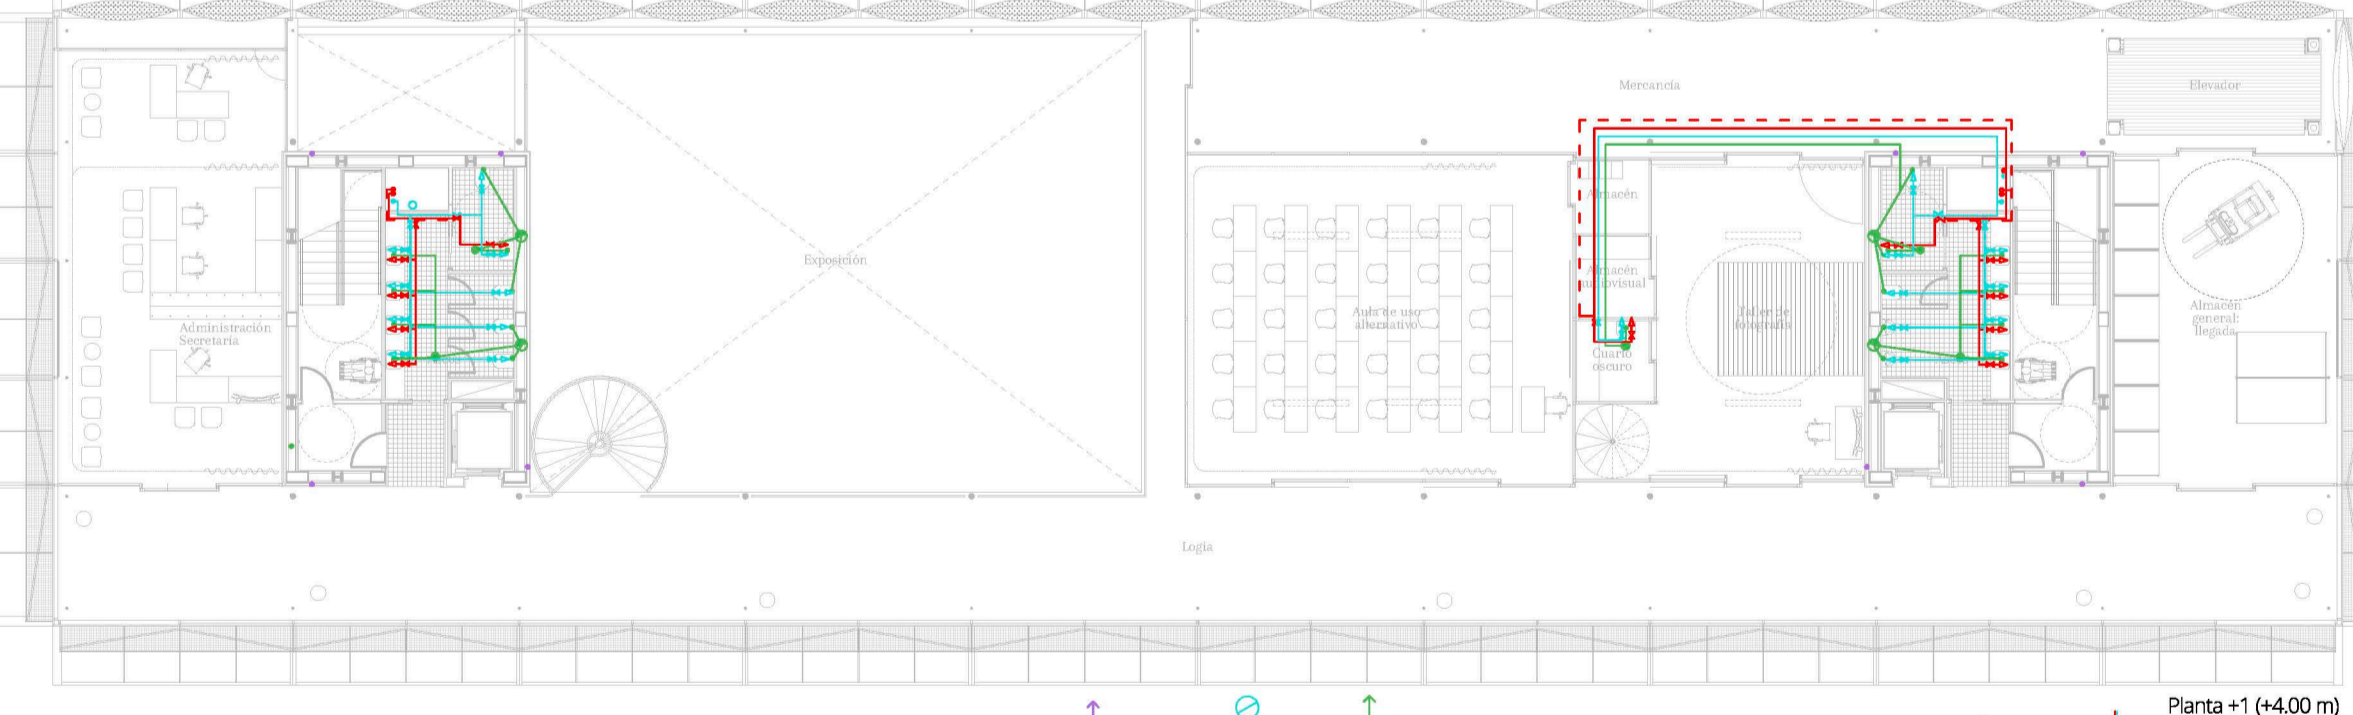 Mercancía
Elevador
Almacén
Exposición
Almacén
audiovisual
Administración
Secretaría
Aula de uso
alternativo
Taller de
fotografía
Almacén
general:
llegada
Cuarto
oscuro
Logia
Planta +1 (+4.00 m)